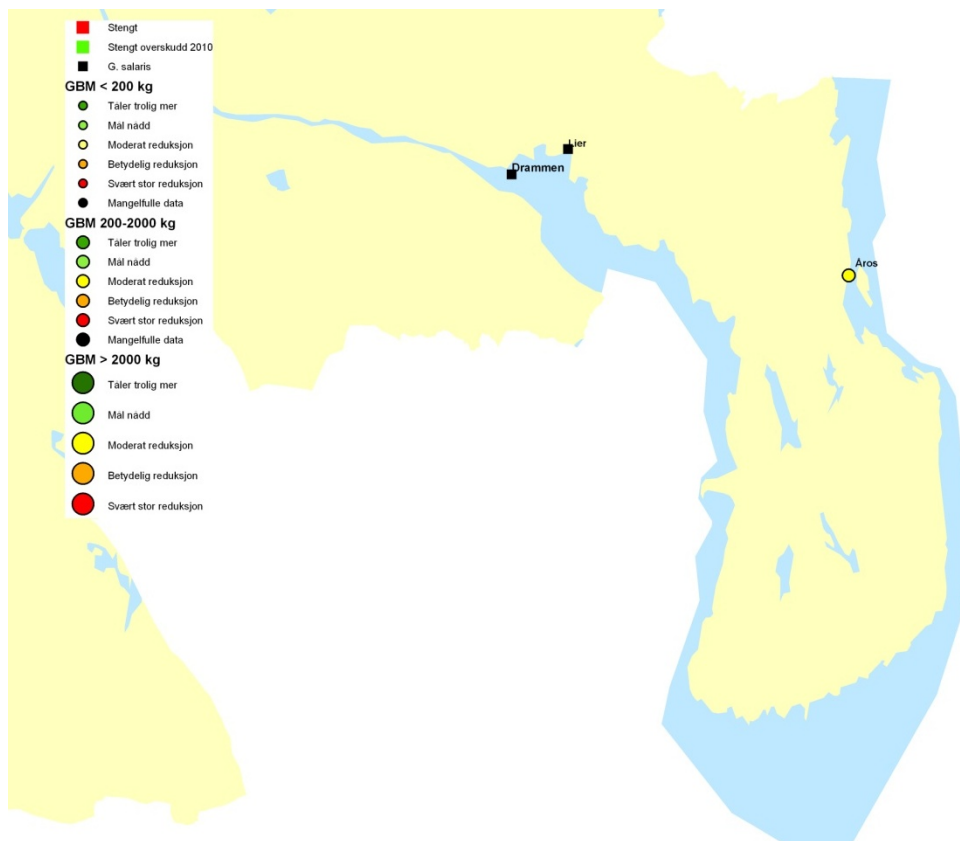 Stengt
Stengt overskudd 2010
G. salaris
GBM < 200 kg
Tåler trolig mer
Mål nådd
Moderat reduksjon
Betydelig reduksjon
Svært stor reduksjon
Mangelfulle data
GBM 200-2000 kg
Tåler trolig mer
Mål nådd
Moderat reduksjon
Betydelig reduksjon
Svært stor reduksjon
Mangelfulle data
GBM > 2000 kg
Tåler trolig mer
Mål nådd
Moderat reduksjon
Betydelig reduksjon
Svært stor reduksjon
Lier
Drammen
Åros